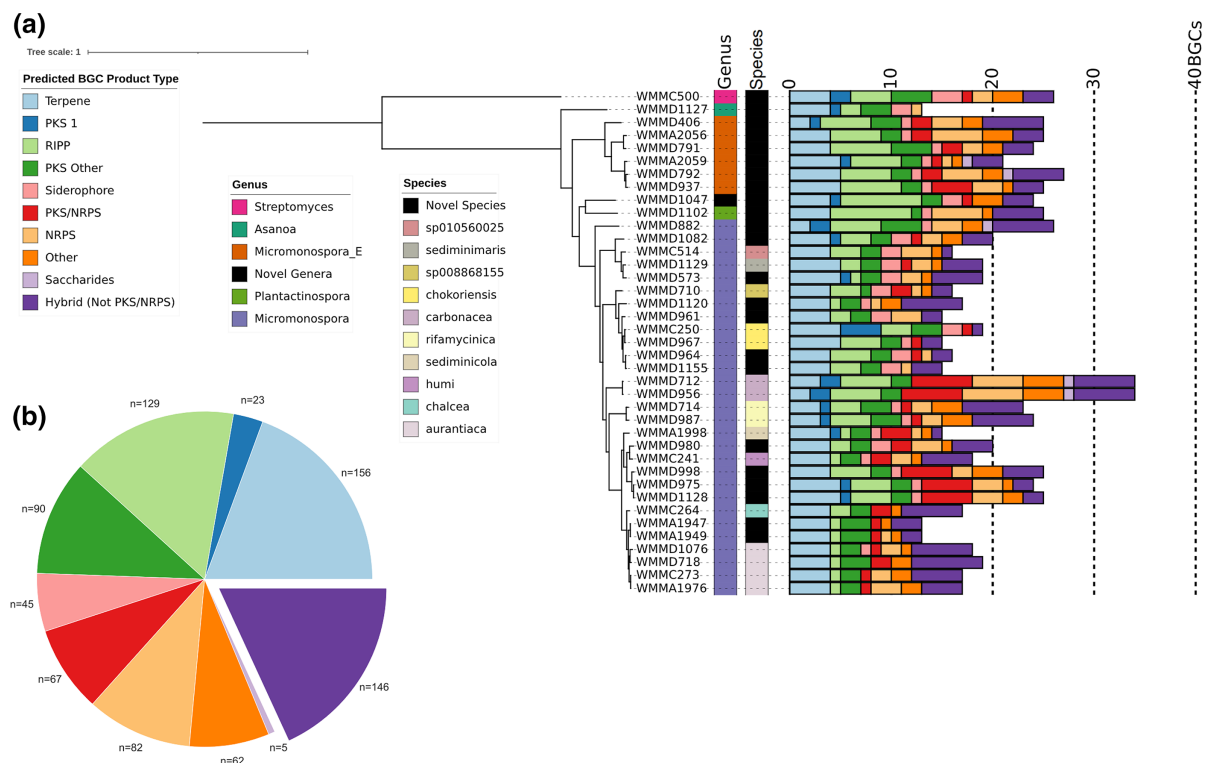 (a)
Tree scale: 1
Predicted BGC Product Type
Terpene
PKS 1
RIPP
PKS Other
Siderophore
PKS/NRPS
NRPS
Other
Saccharides
Hybrid (Not PKS/NRPS)
Genus
Streptomyces
Asanoa
Micromonospora_E
Novel Genera
Plantactinospora
Micromonospora
Species
Novel Species
sp010560025
sediminimaris
sp008868155
chokoriensis
carbonacea
rifamycinica
sediminicola
humi
chalcea
aurantiaca
Genus
Species
0
10
20
30
40BGCs
WMMC500
WMMD1127
WMMD406
WMMA2056
WMMD791
WMMA2059
WMMD792
WMMD937
WMMD1047
WMMD1102
WMMD882
WMMD1082
WMMC514
WMMD1129
WMMD573
WMMD710
WMMD1120
WMMD961
WMMC250
WMMD967
WMMD964
WMMD1155
WMMD712
WMMD956
WMMD714
WMMD987
WMMA1998
WMMD980
WMMC241
WMMD998
WMMD975
WMMD1128
WMMC264
WMMA1947
WMMA1949
WMMD1076
WMMD718
WMMC273
WMMA1976
(b)
n=129
n=23
n=156
n=90
n=45
n=67
n=82
n=62
n=5
n=146